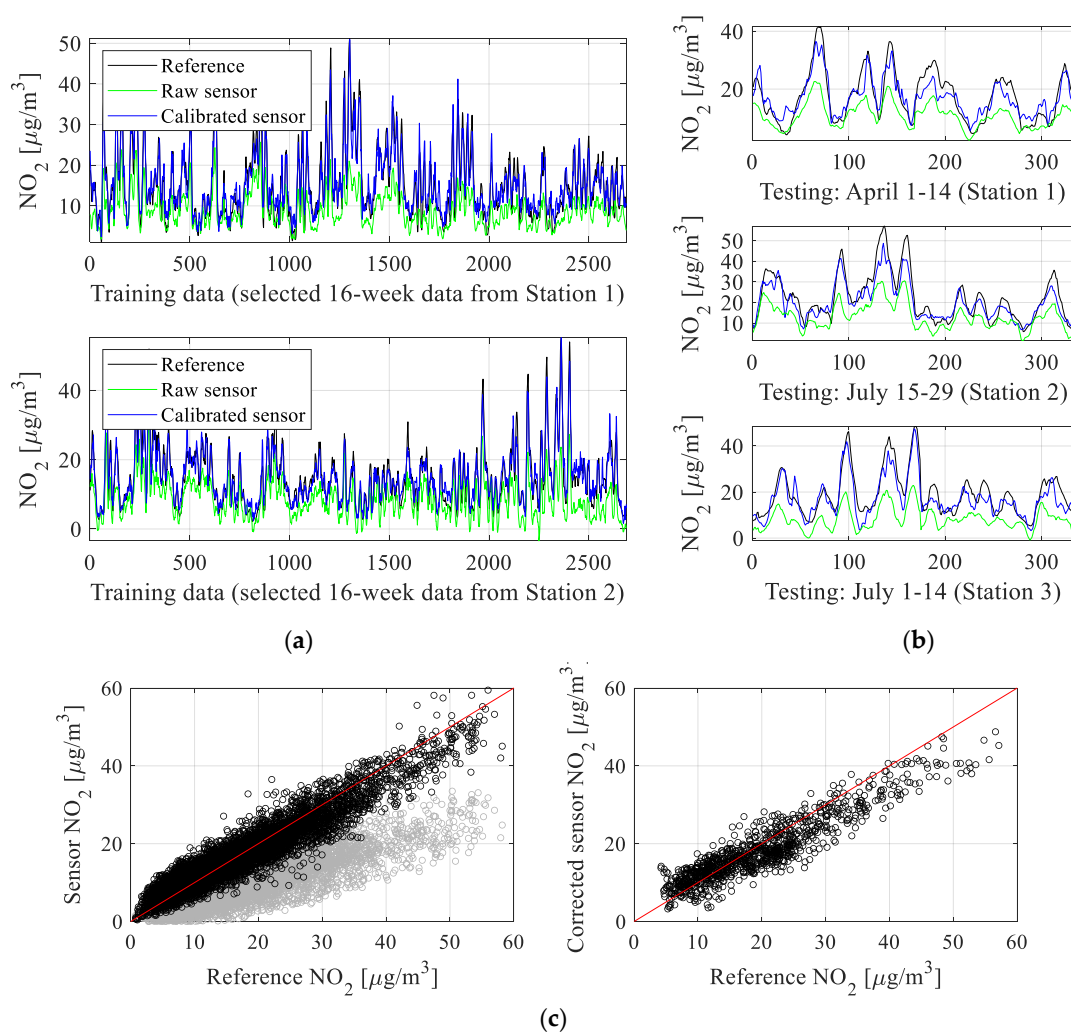 NO2 [μg/m3]
50
40
30
20
10
Reference
Raw sensor
Calibrated sensor
0 500 1000 1500 2000 2500
Training data (selected 16-week data from Station 1)
NO2 [μg/m3]
40
20
0
Reference
Raw sensor
Calibrated sensor
0 500 1000 1500 2000 2500
Training data (selected 16-week data from Station 2)
(a)
NO2 [μg/m3]
40
20
0 100 200 300
Testing: April 1-14 (Station 1)
NO2 [μg/m3]
50
40
30
20
10
0 100 200 300
Testing: July 15-29 (Station 2)
NO2 [μg/m3]
40
20
0
0 100 200 300
Testing: July 1-14 (Station 3)
(b)
Sensor NO2 [μg/m3]
60
40
20
0
0 10 20 30 40 50 60
Reference NO2 [μg/m3]
Corrected sensor NO2 [μg/m3
60
40
20
0
0 10 20 30 40 50 60
Reference NO2 [μg/m3]
(c)